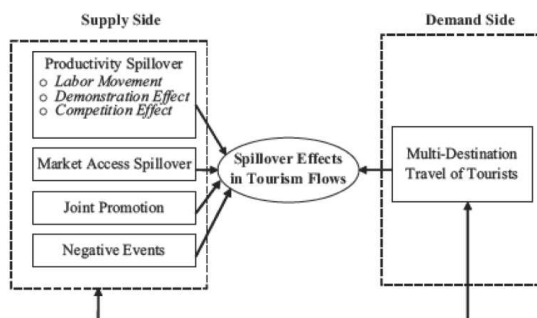 Supply Side
Productivity Spillover
o Labor Movement
o Demonstration Effect
o Competition Effect
Market Access Spillover
Joint Promotion
Negative Events
Spillover Effects
in Tourism Flows
Demand Side
Multi-Destination
Travel of Tourists